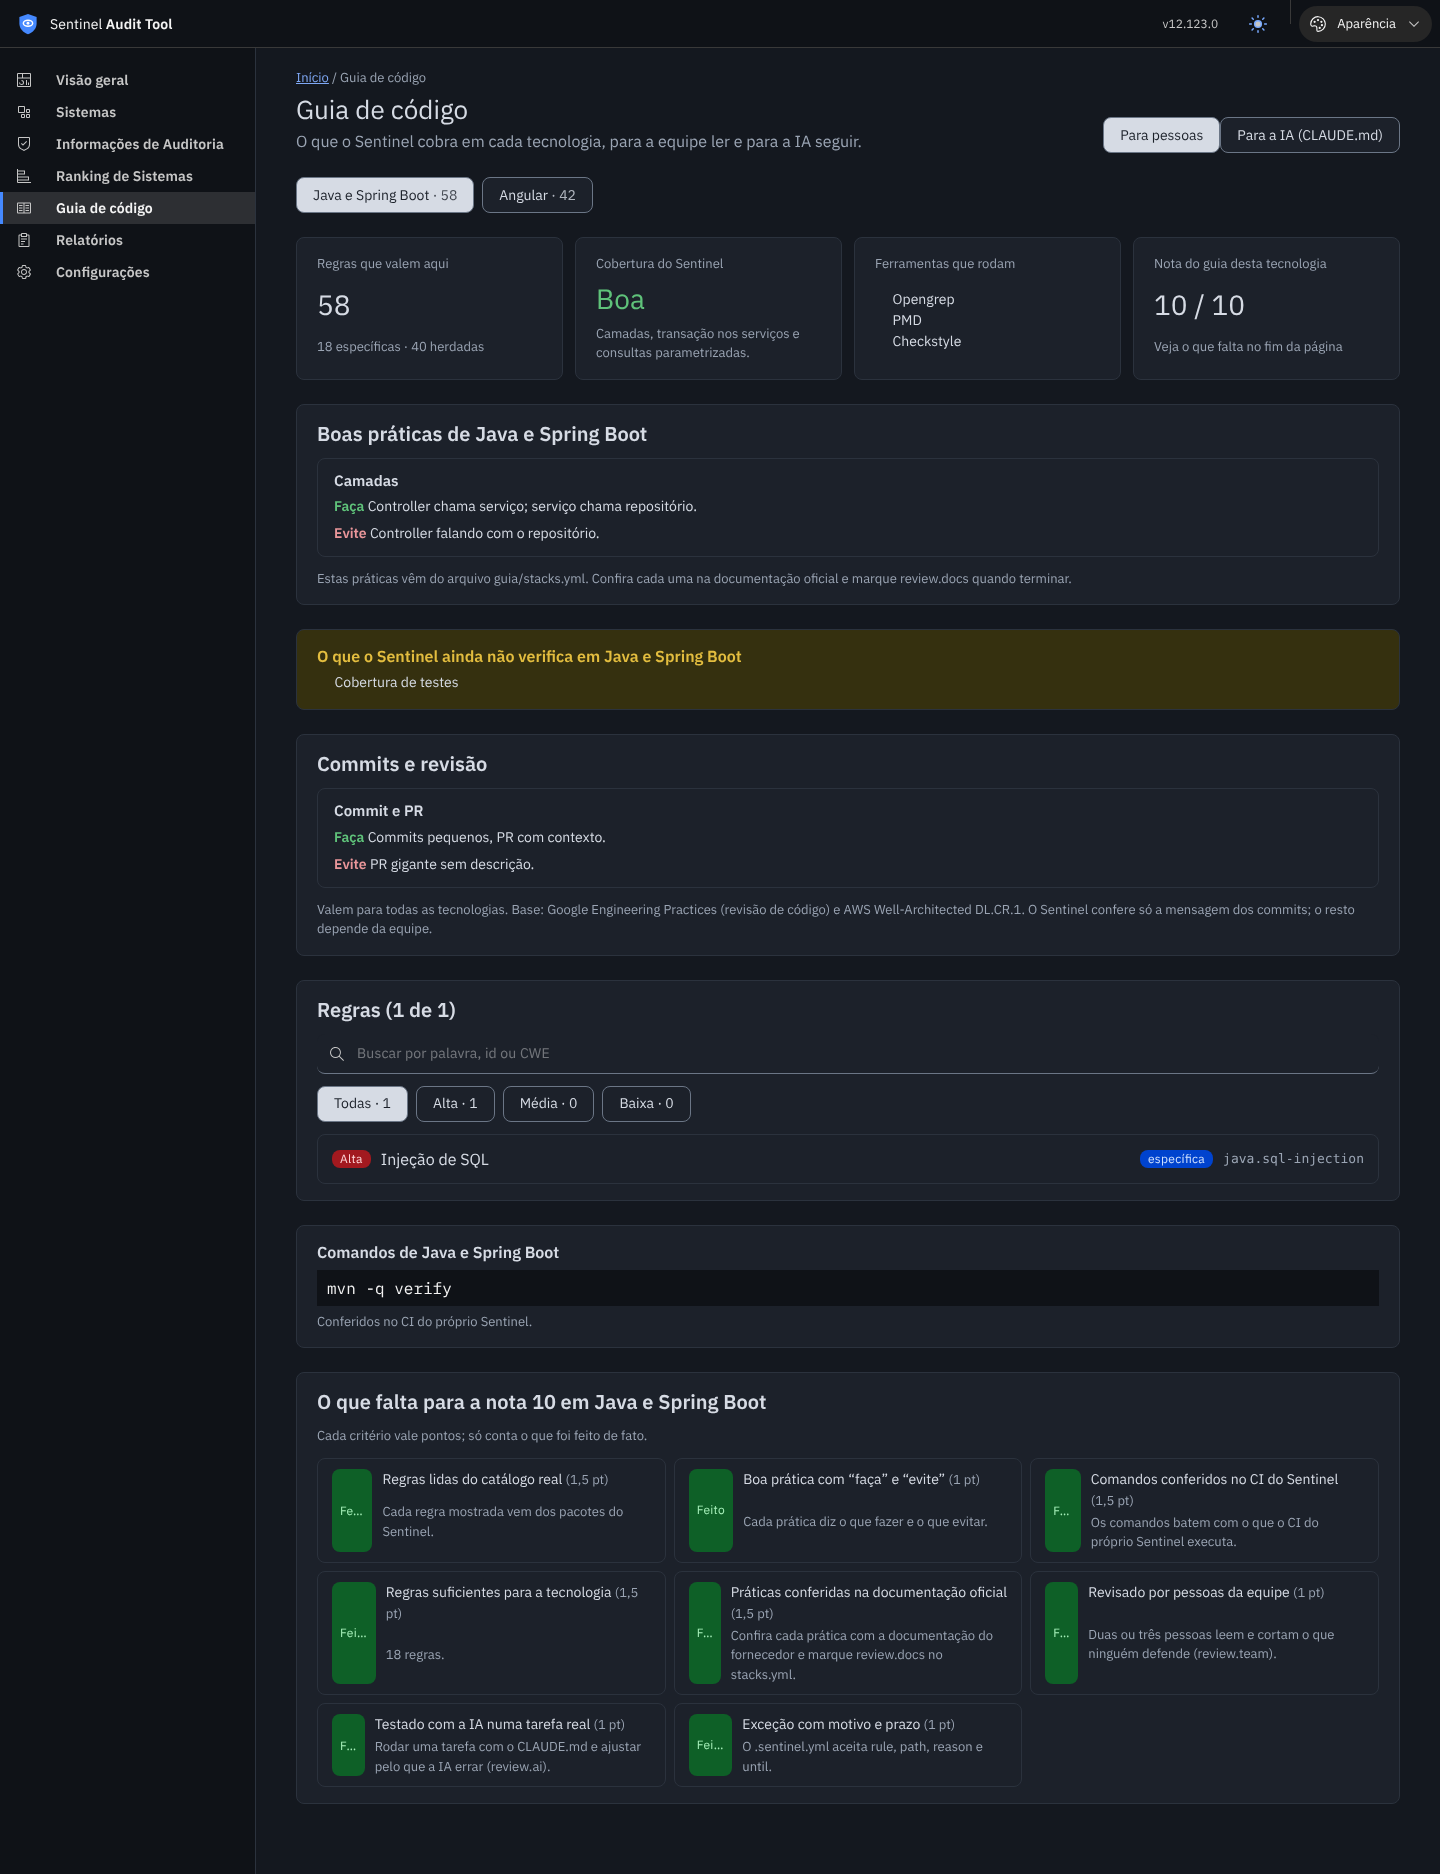 Sentinel Audit Tool
v12.123.0
Aparência
Visão geral
Sistemas
Informações de Auditoria
Ranking de Sistemas
Guia de código
Relatórios
Configurações
Início / Guia de código
Guia de código
O que o Sentinel cobra em cada tecnologia, para a equipe ler e para a IA seguir.
Para pessoas
Para a IA (CLAUDE.md)
Java e Spring Boot · 58
Angular · 42
Regras que valem aqui
58
18 específicas · 40 herdadas
Cobertura do Sentinel
Boa
Camadas, transação nos serviços e
consultas parametrizadas.
Ferramentas que rodam
Opengrep
PMD
Checkstyle
Nota do guia desta tecnologia
10 / 10
Veja o que falta no fim da página
Boas práticas de Java e Spring Boot
Camadas
Faça Controller chama serviço; serviço chama repositório.
Evite Controller falando com o repositório.
Estas práticas vêm do arquivo guia/stacks.yml. Confira cada uma na documentação oficial e marque review.docs quando terminar.
O que o Sentinel ainda não verifica em Java e Spring Boot
Cobertura de testes
Commits e revisão
Commit e PR
Faça Commits pequenos, PR com contexto.
Evite PR gigante sem descrição.
Valem para todas as tecnologias. Base: Google Engineering Practices (revisão de código) e AWS Well-Architected DL.CR.1. O Sentinel confere só a mensagem dos commits; o resto
depende da equipe.
Regras (1 de 1)
Buscar por palavra, id ou CWE
Todas · 1
Alta · 1
Média · 0
Baixa · 0
Alta
Injeção de SQL
específica
java.sql-injection
Comandos de Java e Spring Boot
mvn -q verify
Conferidos no CI do próprio Sentinel.
O que falta para a nota 10 em Java e Spring Boot
Cada critério vale pontos; só conta o que foi feito de fato.
Fe...
Regras lidas do catálogo real (1,5 pt)
Cada regra mostrada vem dos pacotes do
Sentinel.
Feito
Boa prática com “faça” e “evite” (1 pt)
Cada prática diz o que fazer e o que evitar.
F...
Comandos conferidos no CI do Sentinel
(1,5 pt)
Os comandos batem com o que o CI do
próprio Sentinel executa.
Fei...
Regras suficientes para a tecnologia (1,5
pt)
18 regras.
F...
Práticas conferidas na documentação oficial
(1,5 pt)
Confira cada prática com a documentação do
fornecedor e marque review.docs no
stacks.yml.
F...
Revisado por pessoas da equipe (1 pt)
Duas ou três pessoas leem e cortam o que
ninguém defende (review.team).
F...
Testado com a IA numa tarefa real (1 pt)
Rodar uma tarefa com o CLAUDE.md e ajustar
pelo que a IA errar (review.ai).
Fei...
Exceção com motivo e prazo (1 pt)
O .sentinel.yml aceita rule, path, reason e
until.